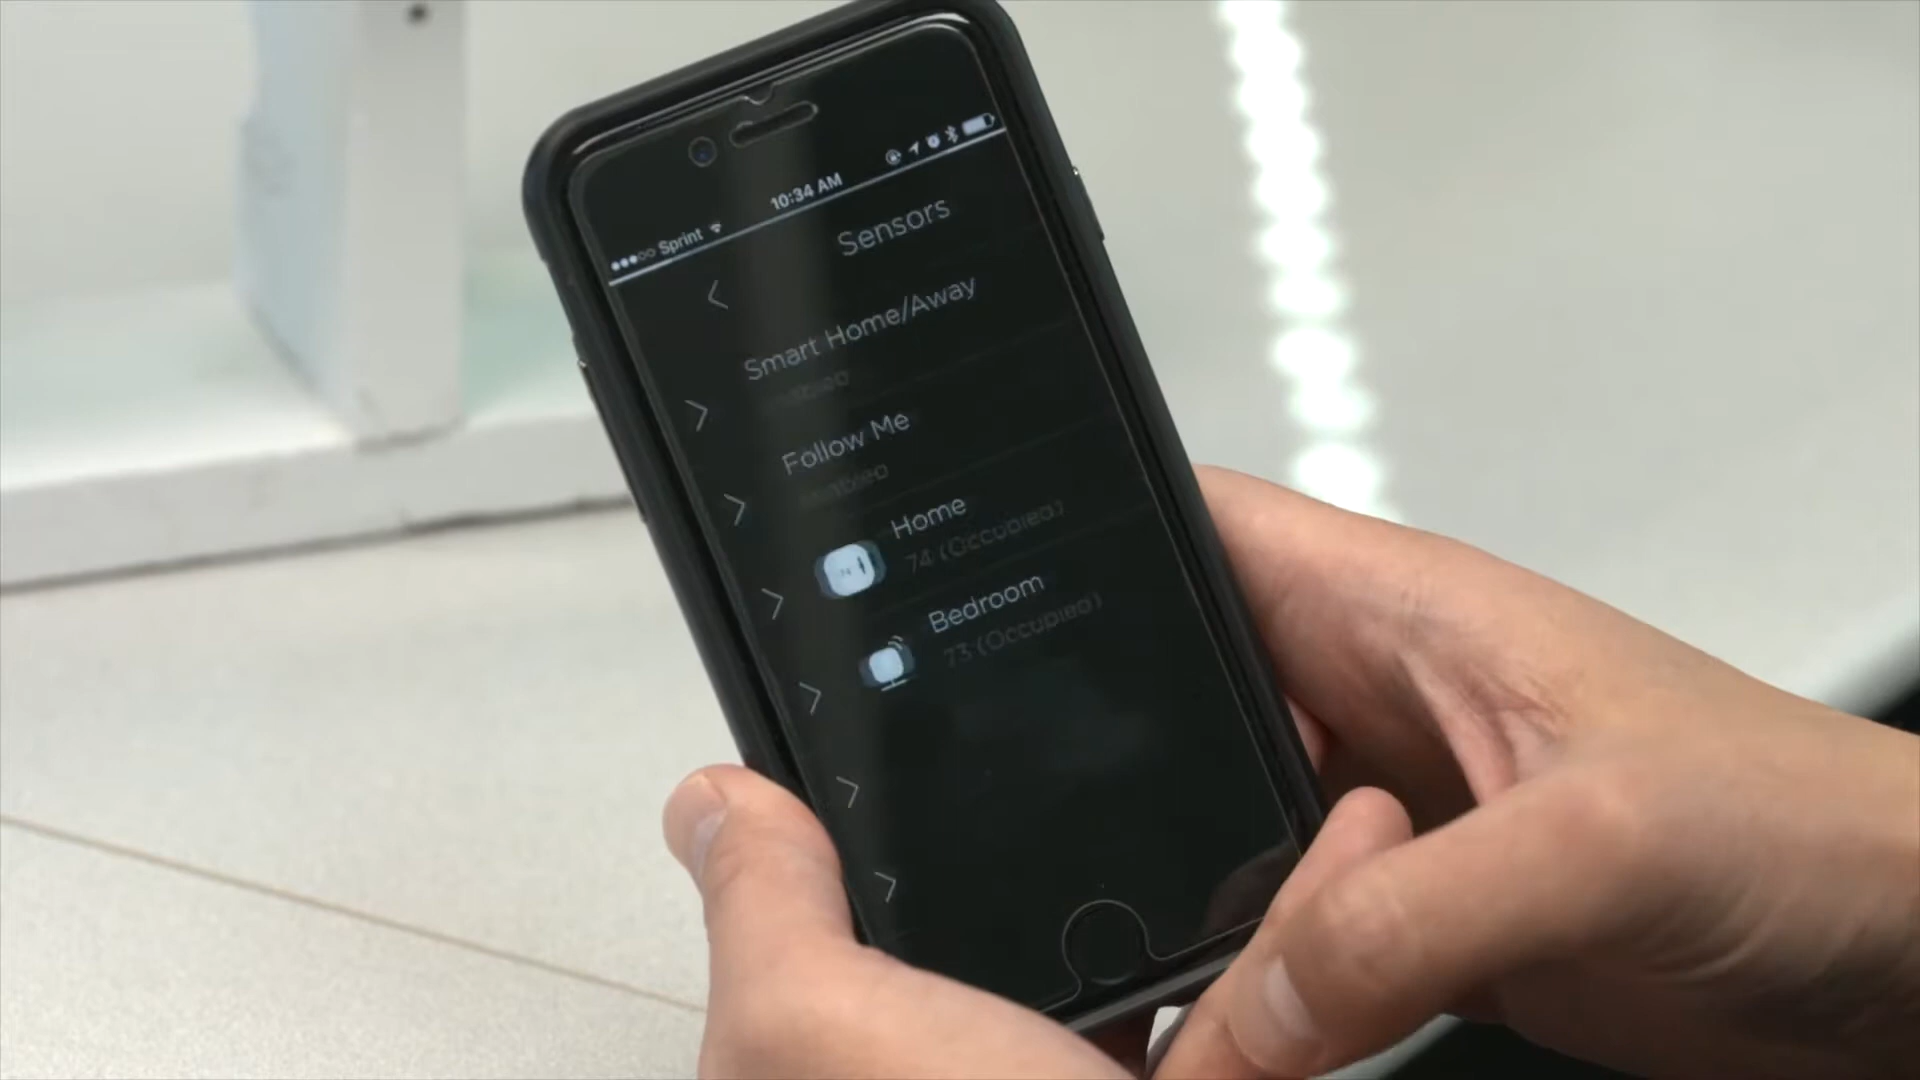 Sprint 10:34 AM
Sensors
Smart Home/Away
Follow Me
Home
74 (Occupied)
Bedroom
73 (Occupied)